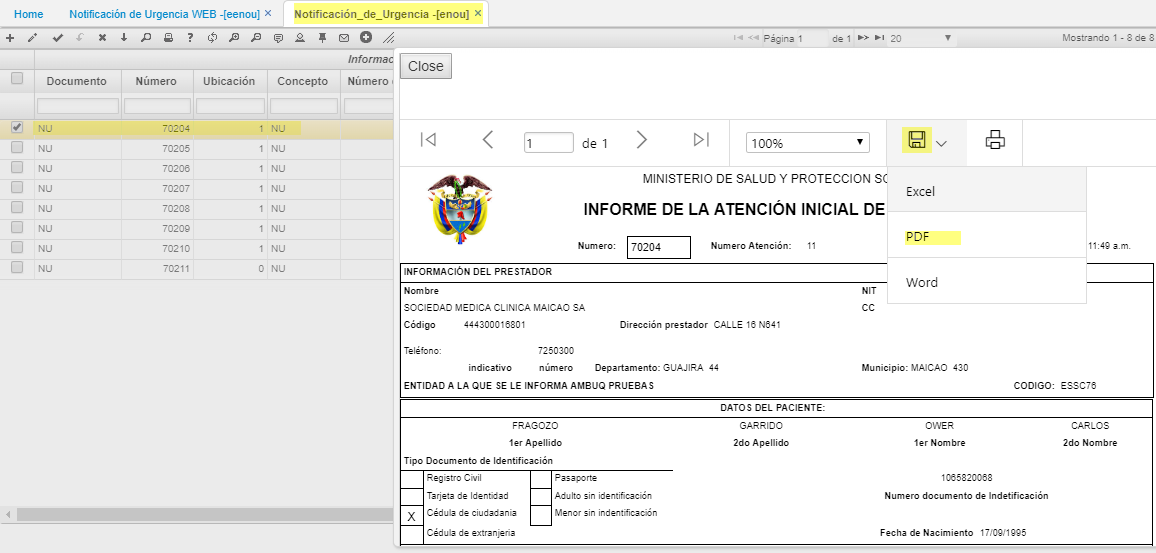 Home Notificación de Urgencia WEB -[eenou] × Notificación_de_Urgencia -[enou] ×
Página 1 de 1 20 Mostrando 1 - 8 de 8
Informac
Documento Número Ubicación Concepto Número
NU 70204 1 NU
NU 70205 1 NU
NU 70206 1 NU
NU 70207 1 NU
NU 70208 1 NU
NU 70209 1 NU
NU 70210 1 NU
NU 70211 0 NU
Close
1 de 1 100%
Excel
PDF
Word
MINISTERIO DE SALUD Y PROTECCION SO
INFORME DE LA ATENCIÓN INICIAL DE
Numero: 70204 Numero Atención: 11 11:49 a.m.
INFORMACIÓN DEL PRESTADOR
Nombre NIT
SOCIEDAD MEDICA CLINICA MAICAO SA CC
Código 444300016801 Dirección prestador CALLE 16 N641
Teléfono: 7250300
indicativo número Departamento: GUAJIRA 44 Municipio: MAICAO 430
ENTIDAD A LA QUE SE LE INFORMA AMBUQ PRUEBAS CODIGO: ESSC76
DATOS DEL PACIENTE:
FRAGOZO GARRIDO OWER CARLOS
1er Apellido 2do Apellido 1er Nombre 2do Nombre
Tipo Documento de Identificación
Registro Civil Pasaporte 1065820068
Tarjeta de Identidad Adulto sin identificación Numero documento de Indetificación
X Cédula de ciudadania Menor sin indentificación
Cédula de extranjeria Fecha de Nacimiento 17/09/1995